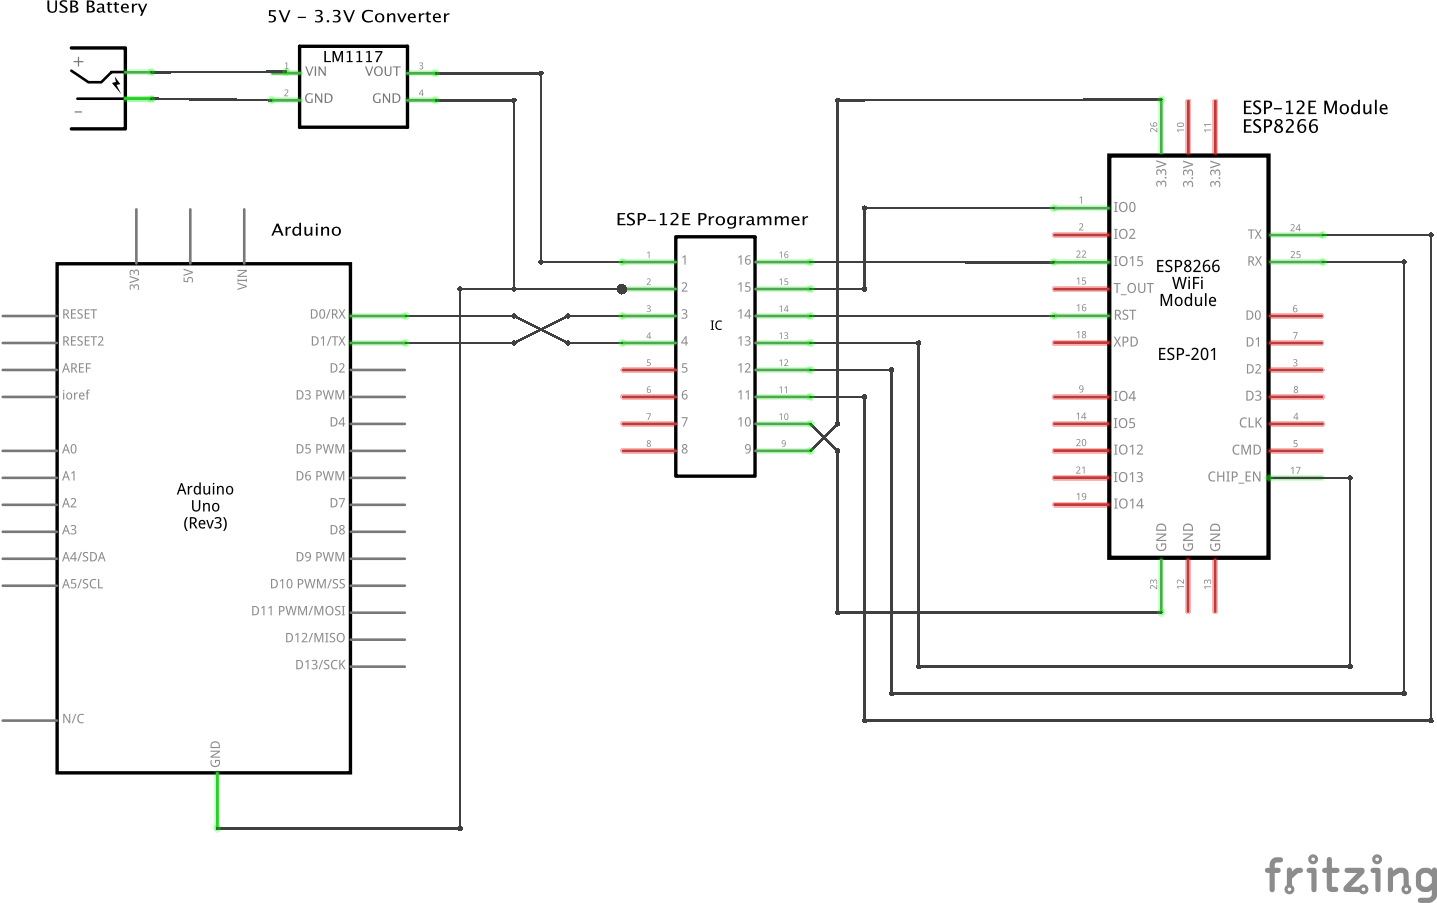 USB Battery
5V - 3.3V Converter
+
-
1
2
LM1117
VIN
VOUT
GND
GND
3
4
ESP-12E Module
ESP8266
26
10
11
3.3V
3.3V
3.3V
Arduino
3V3
5V
VIN
RESET
RESET2
AREF
ioref
A0
A1
A2
A3
A4/SDA
A5/SCL
N/C
Arduino
Uno
(Rev3)
D0/RX
D1/TX
D2
D3 PWM
D4
D5 PWM
D6 PWM
D7
D8
D9 PWM
D10 PWM/SS
D11 PWM/MOSI
D12/MISO
D13/SCK
GND
ESP-12E Programmer
1 1
2 2
3 3
4 4
5 5
6 6
7 7
8 8
IC
16 16
15 15
14 14
13 13
12 12
11 11
10 10
9 9
1 IO0
2 IO2
22 IO15
15 T_OUT
16 RST
18 XPD
9 IO4
14 IO5
20 IO12
21 IO13
19 IO14
ESP8266
WiFi
Module
ESP-201
TX 24
RX 25
D0 6
D1 7
D2 3
D3 8
CLK 4
CMD 5
CHIP_EN 17
GND
GND
GND
23
12
13
fritzing